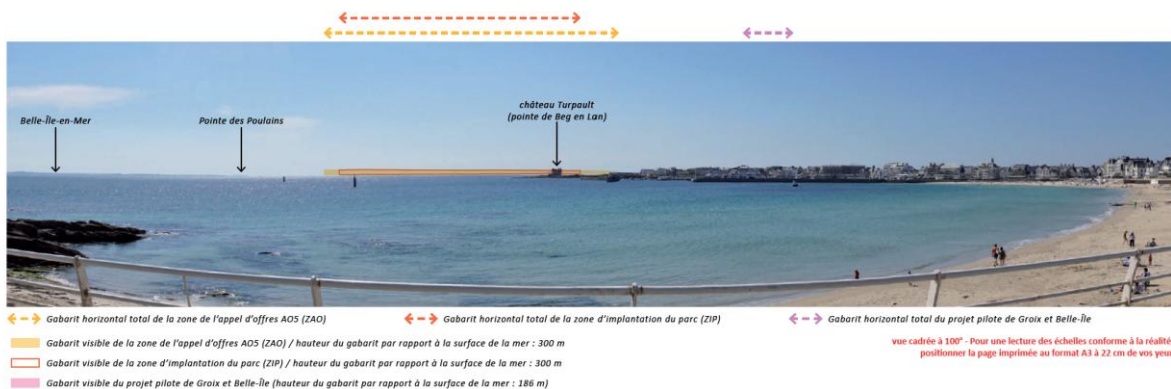 Belle-Île-en-Mer
Pointe des Poulains
château Turpault
(pointe de Beg en Lan)
Gabarit horizontal total de la zone de l'appel d'offres AO5 (ZAO)
Gabarit horizontal total de la zone d'implantation du parc (ZIP)
Gabarit horizontal total du projet pilote de Groix et Belle-Île
Gabarit visible de la zone de l'appel d'offres AO5 (ZAO) / hauteur du gabarit par rapport à la surface de la mer : 300 m
Gabarit visible de la zone d'implantation du parc (ZIP) / hauteur du gabarit par rapport à la surface de la mer : 300 m
Gabarit visible du projet pilote de Groix et Belle-Île (hauteur du gabarit par rapport à la surface de la mer : 186 m)
vue cadrée à 100° - Pour une lecture des échelles conforme à la réalité
positionner la page imprimée au format A3 à 22 cm de vos yeux